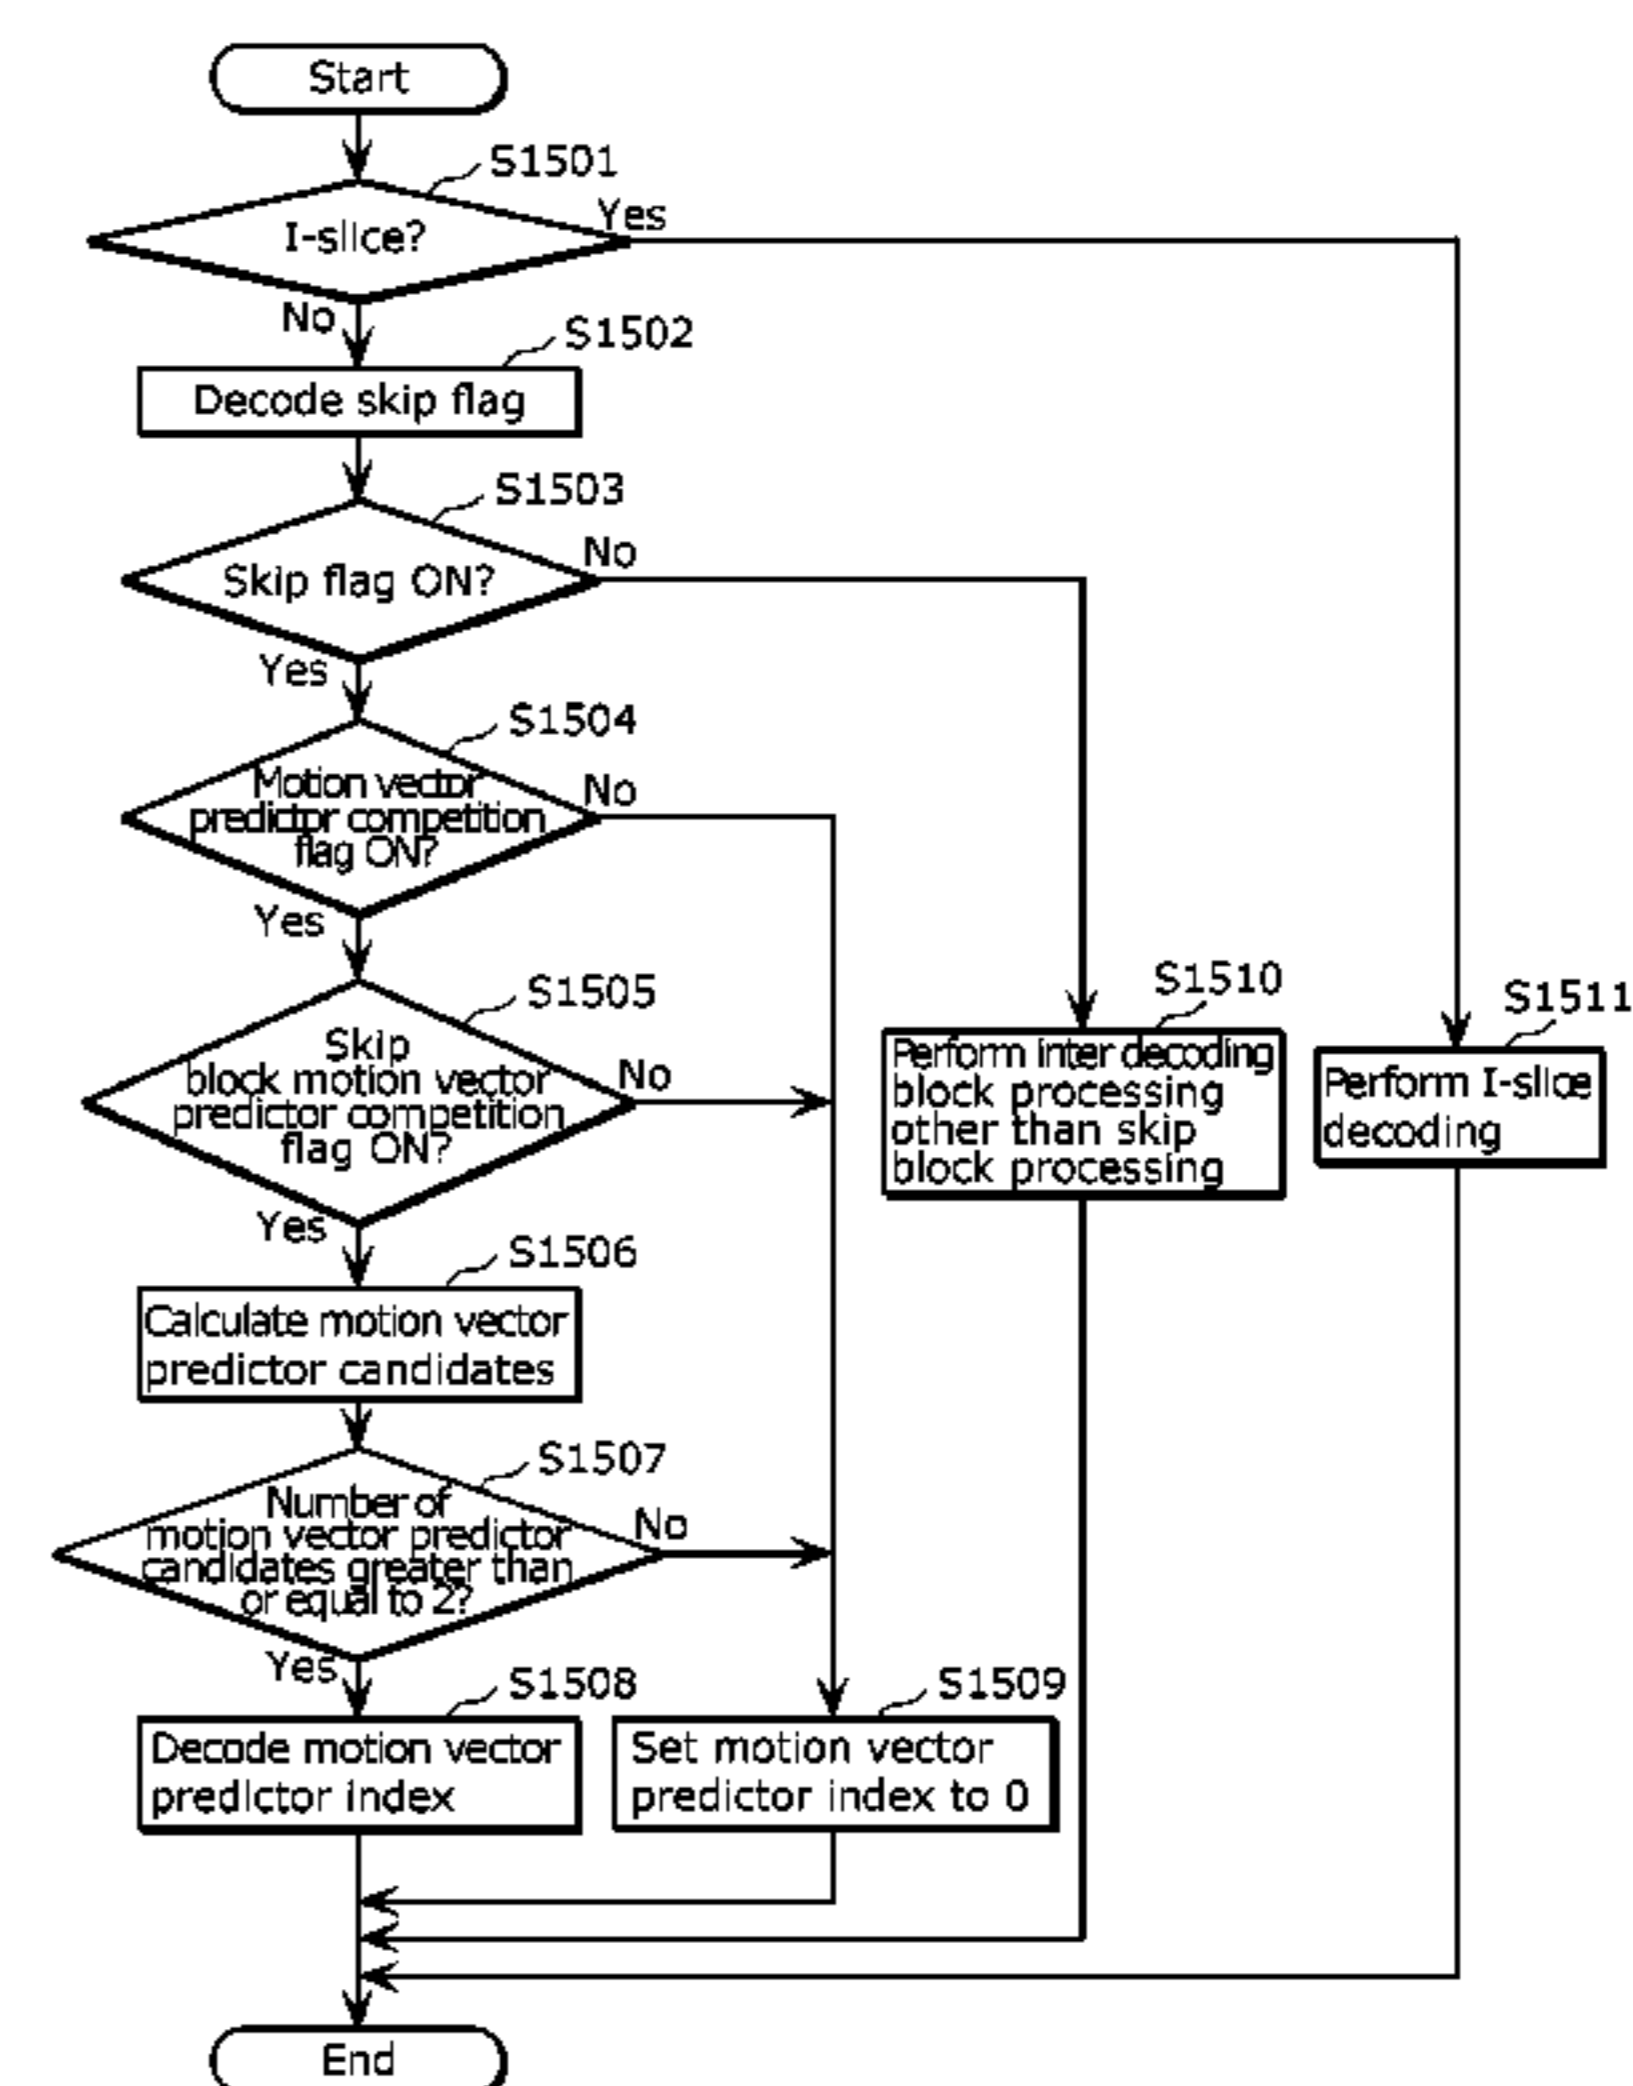 Start
S1501
I-slice?
Yes
No
S1502
Decode skip flag
S1503
Skip flag ON?
No
Yes
S1504
Motion vector
predictor competition
flag ON?
No
Yes
S1505
Skip
block motion vector
predictor competition
flag ON?
No
Yes
S1510
Perform inter decoding
block processing
other than skip
block processing
S1511
Perform I-slice
decoding
S1506
Calculate motion vector
predictor candidates
S1507
Number of
motion vector predictor
candidates greater than
or equal to 2?
No
Yes
S1508
Decode motion vector
predictor index
S1509
Set motion vector
predictor index to 0
End